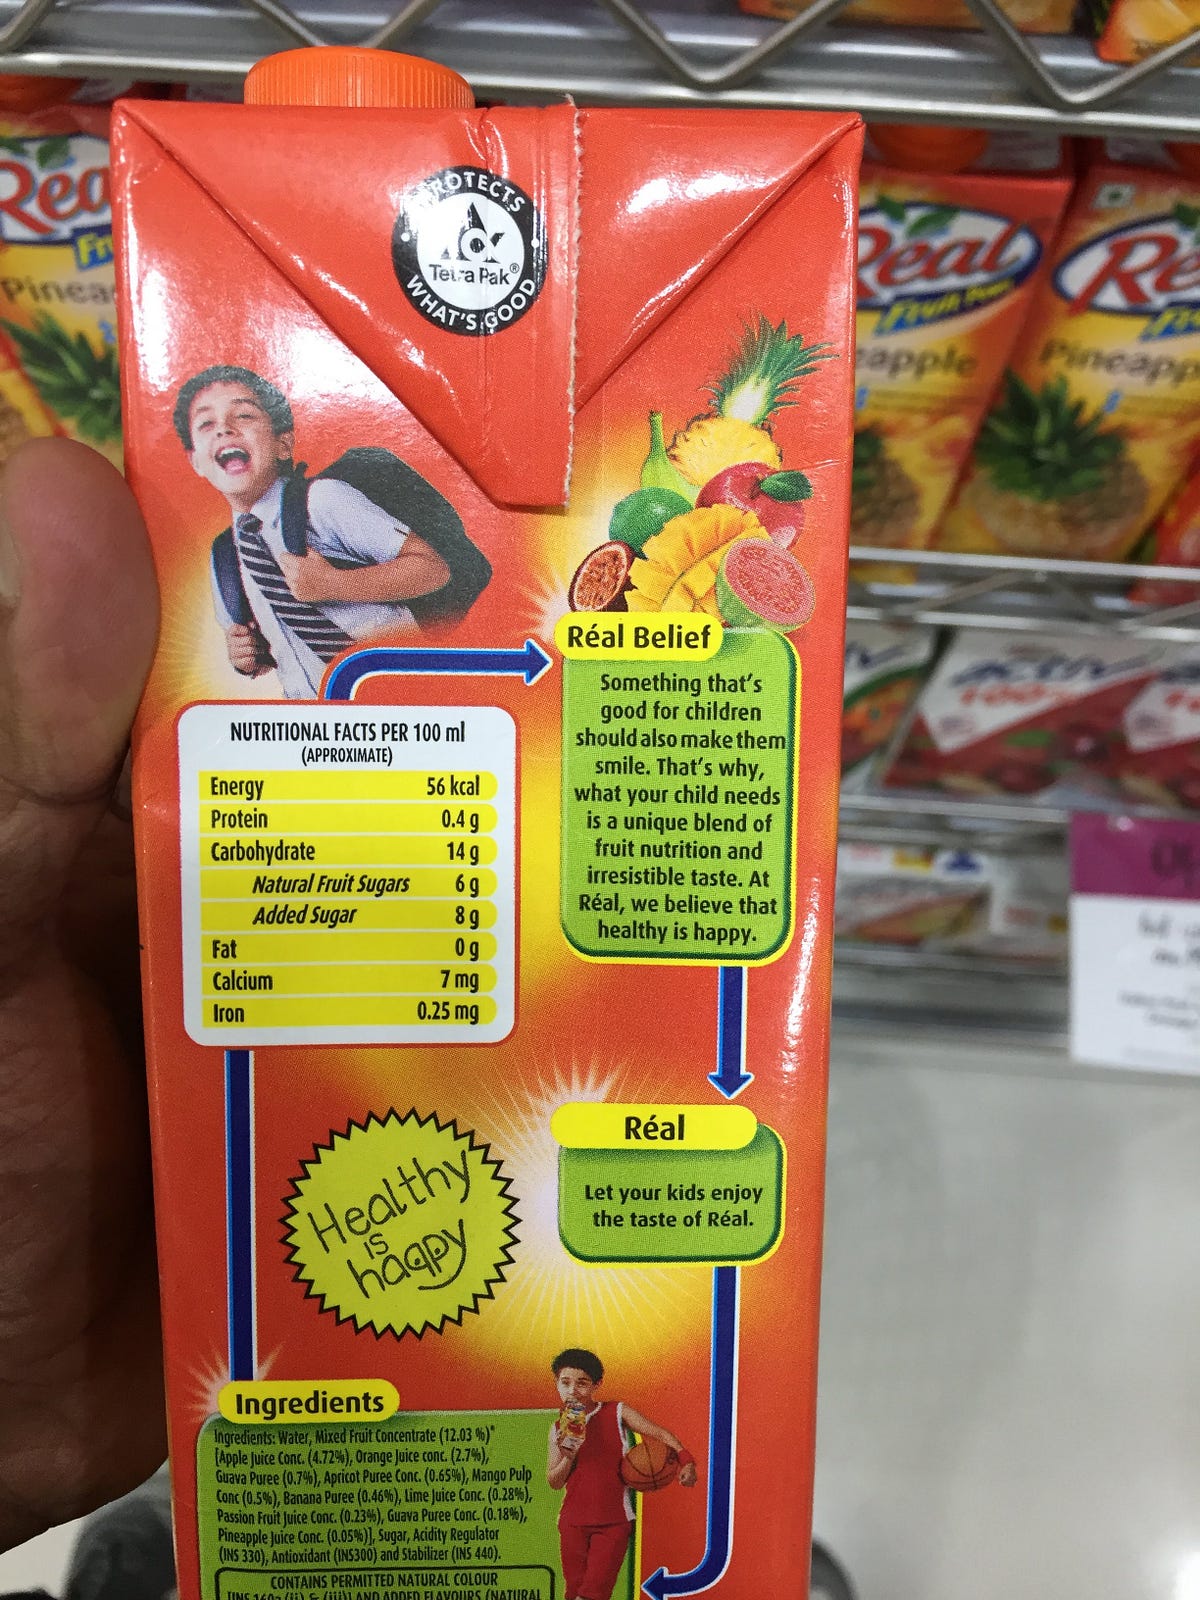 PROTECTS
Tetra Pak®
WHAT'S GOOD
Real
Pineapple
Real
Fruit Power
Pineapple
NUTRITIONAL FACTS PER 100 ml
(APPROXIMATE)
Energy 56 kcal
Protein 0.4 g
Carbohydrate 14 g
Natural Fruit Sugars 6 g
Added Sugar 8 g
Fat 0 g
Calcium 7 mg
Iron 0.25 mg
Réal Belief
Something that's
good for children
should also make them
smile. That's why,
what your child needs
is a unique blend of
fruit nutrition and
irresistible taste. At
Réal, we believe that
healthy is happy.
Réal
Let your kids enjoy
the taste of Réal.
Healthy
is
happy
Ingredients
Ingredients: Water, Mixed Fruit Concentrate (12.03 %)*
[Apple Juice Conc. (4.72%), Orange Juice conc. (2.7%),
Guava Puree (0.7%), Apricot Puree Conc. (0.65%), Mango Pulp
Conc (0.5%), Banana Puree (0.46%), Lime Juice Conc. (0.28%),
Passion Fruit Juice Conc. (0.23%), Guava Puree Conc. (0.18%),
Pineapple Juice Conc. (0.05%)], Sugar, Acidity Regulator
(INS 330), Antioxidant (INS300) and Stabilizer (INS 440).
CONTAINS PERMITTED NATURAL COLOUR
(INS 160a (ii) & (iii)) AND ADDED FLAVOURS (NATURAL